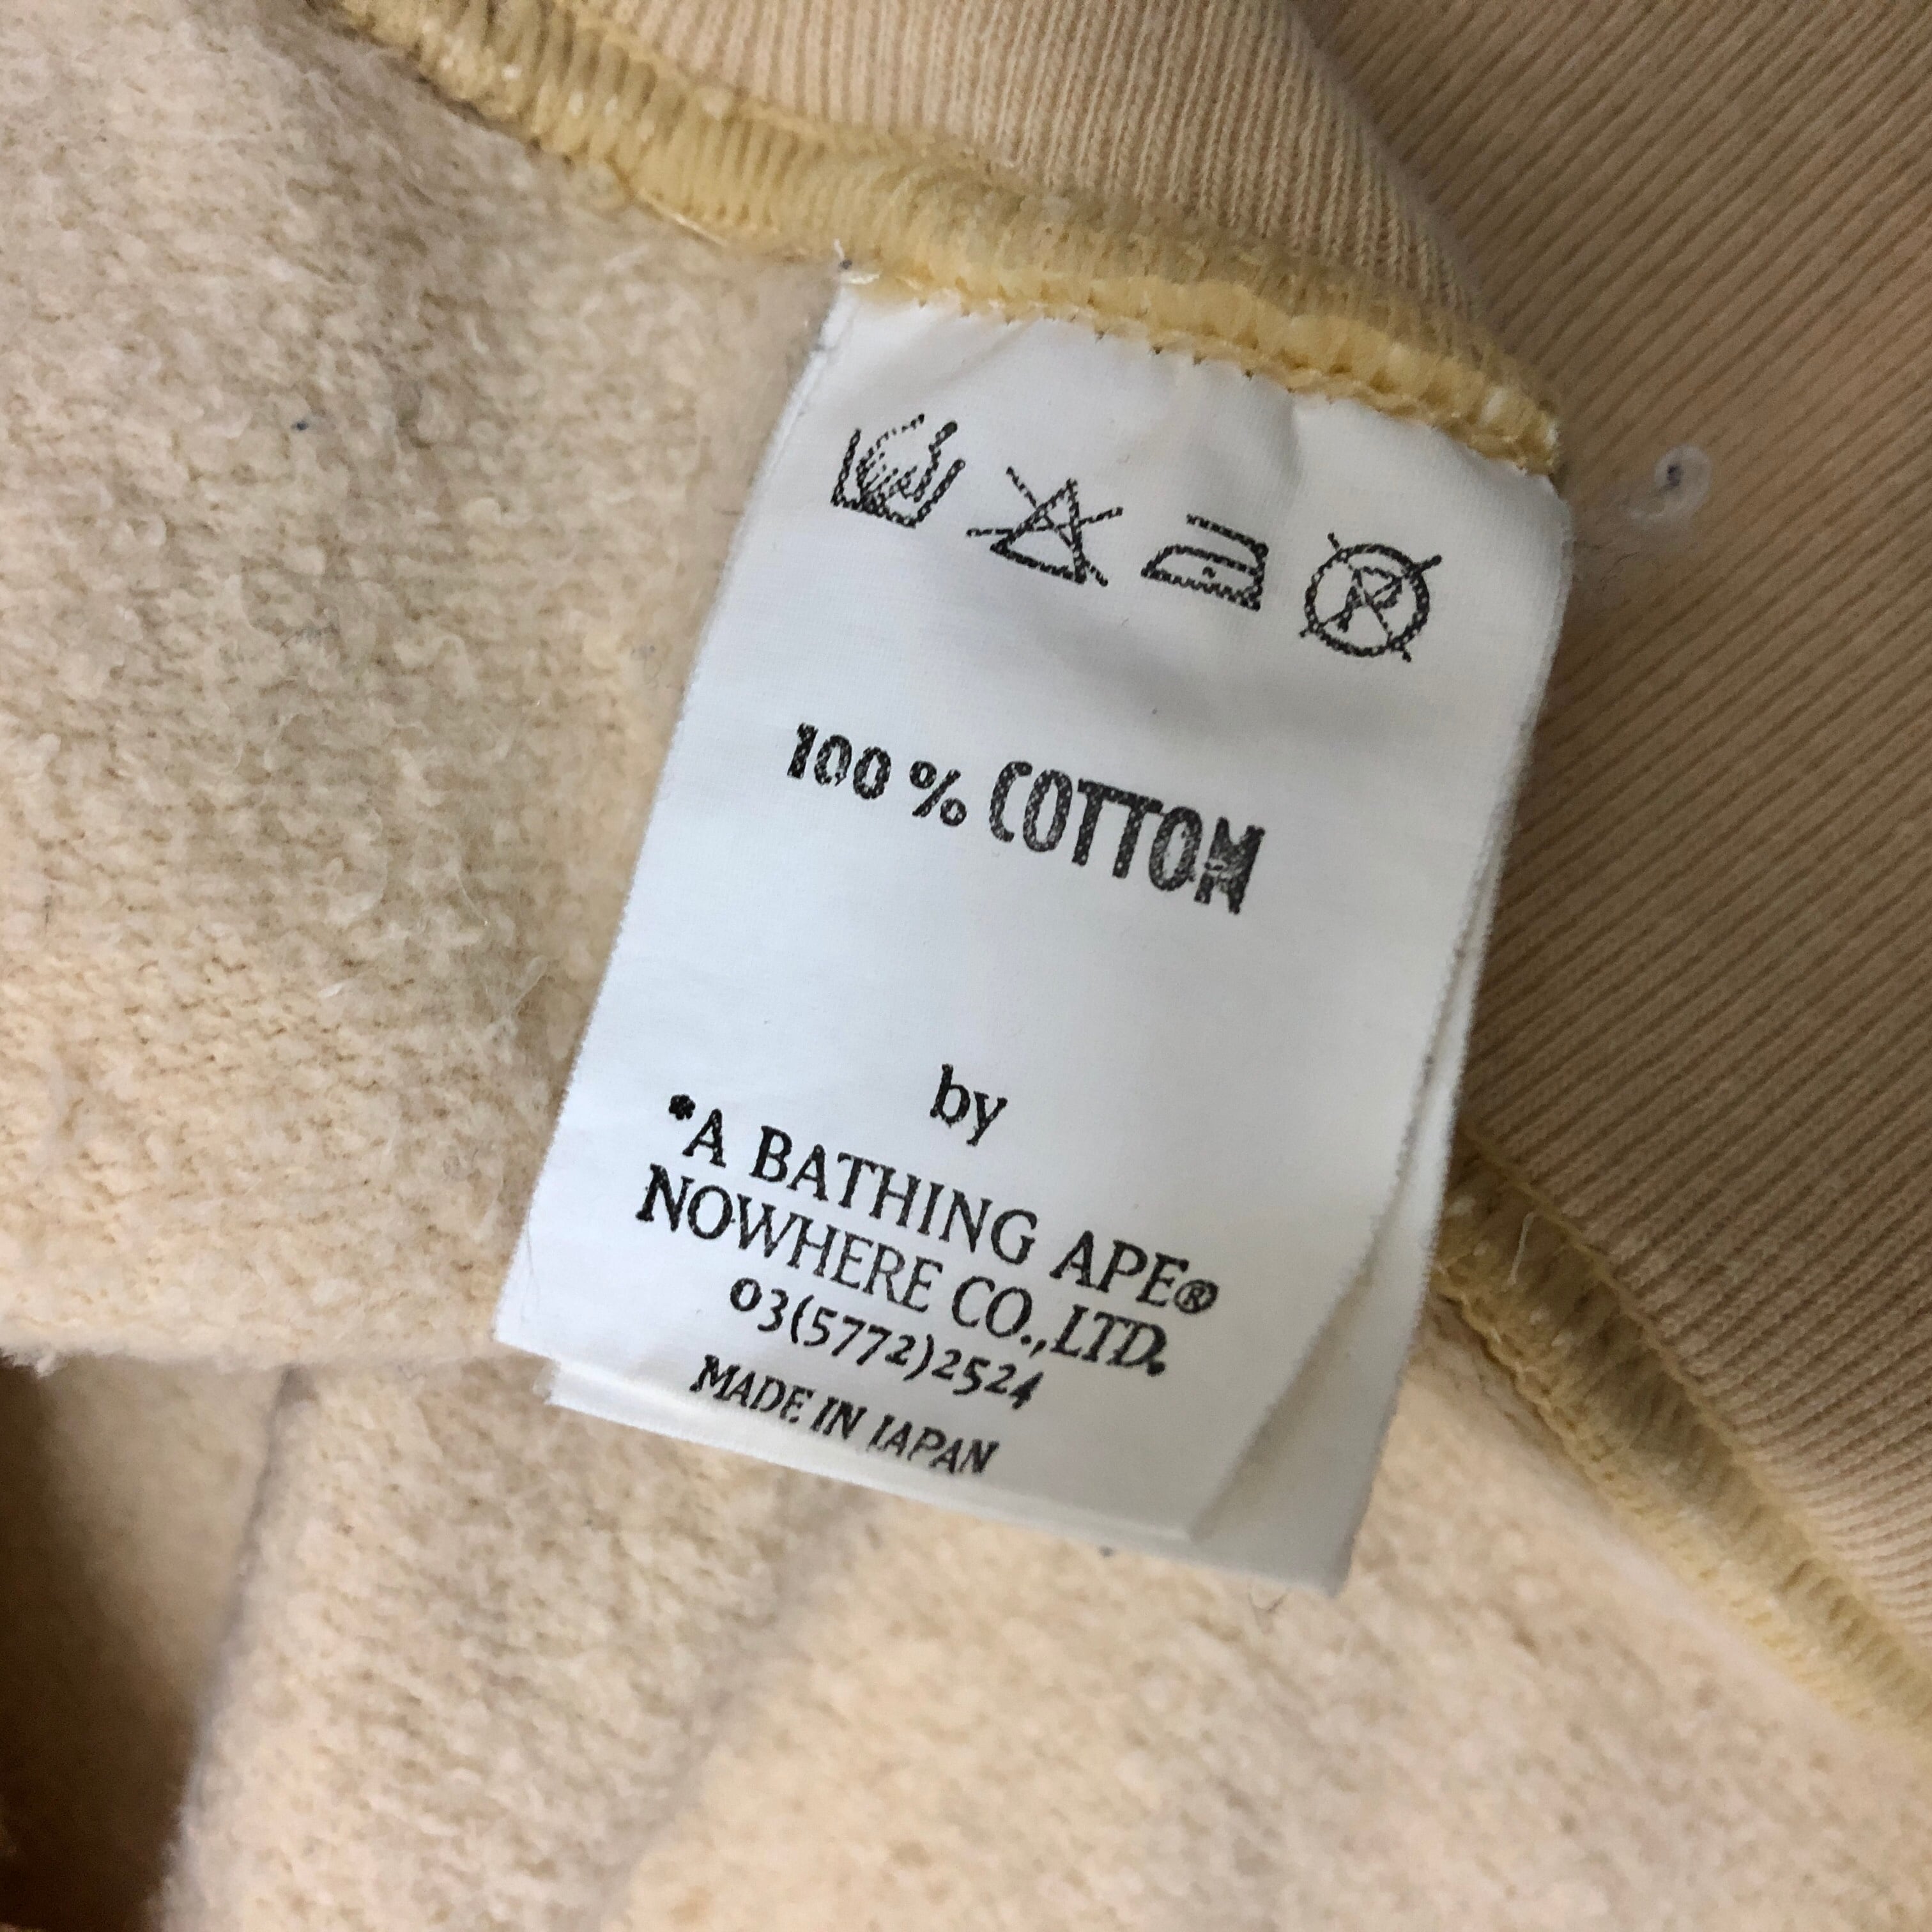 100 % COTTON
by
*A BATHING APE®
NOWHERE CO., LTD.
03(5772)2524
MADE IN JAPAN